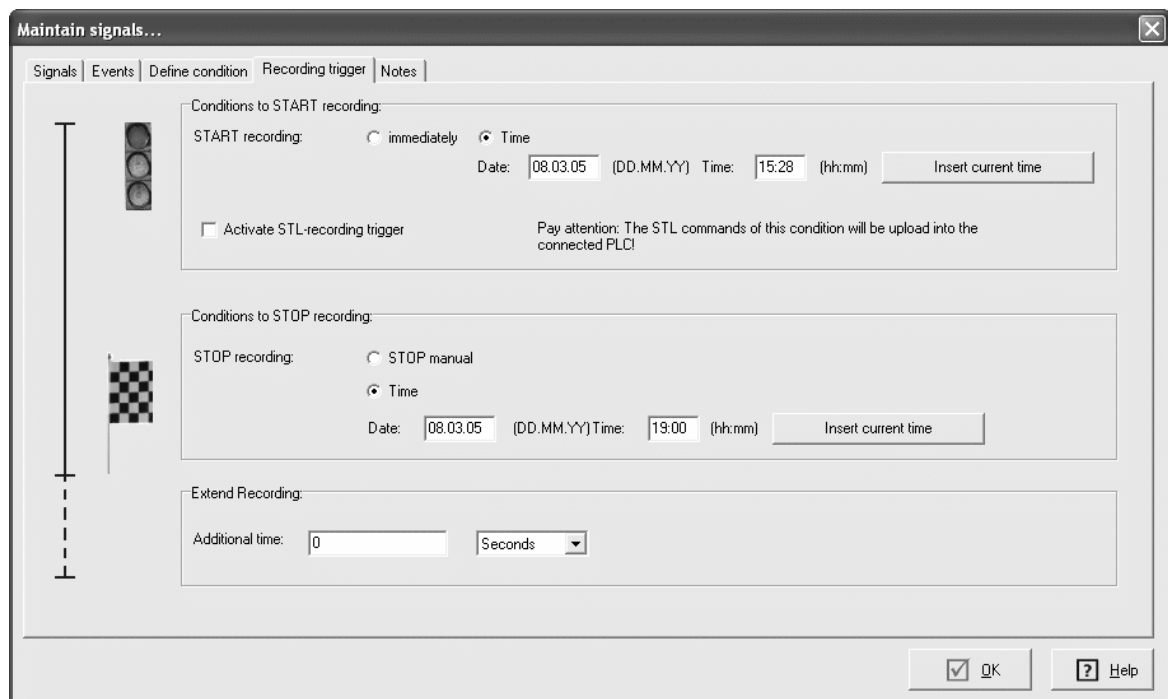 Maintain signals...
Signals Events Define condition Recording trigger Notes
Conditions to START recording:
START recording: immediately Time
Date: 08.03.05 (DD.MM.YY) Time: 15:28 (hh:mm) Insert current time
Activate STL-recording trigger
Pay attention: The STL commands of this condition will be upload into the
connected PLC!
Conditions to STOP recording:
STOP recording: STOP manual
Time
Date: 08.03.05 (DD.MM.YY) Time: 19:00 (hh:mm) Insert current time
Extend Recording:
Additional time: 0 Seconds
OK ? Help